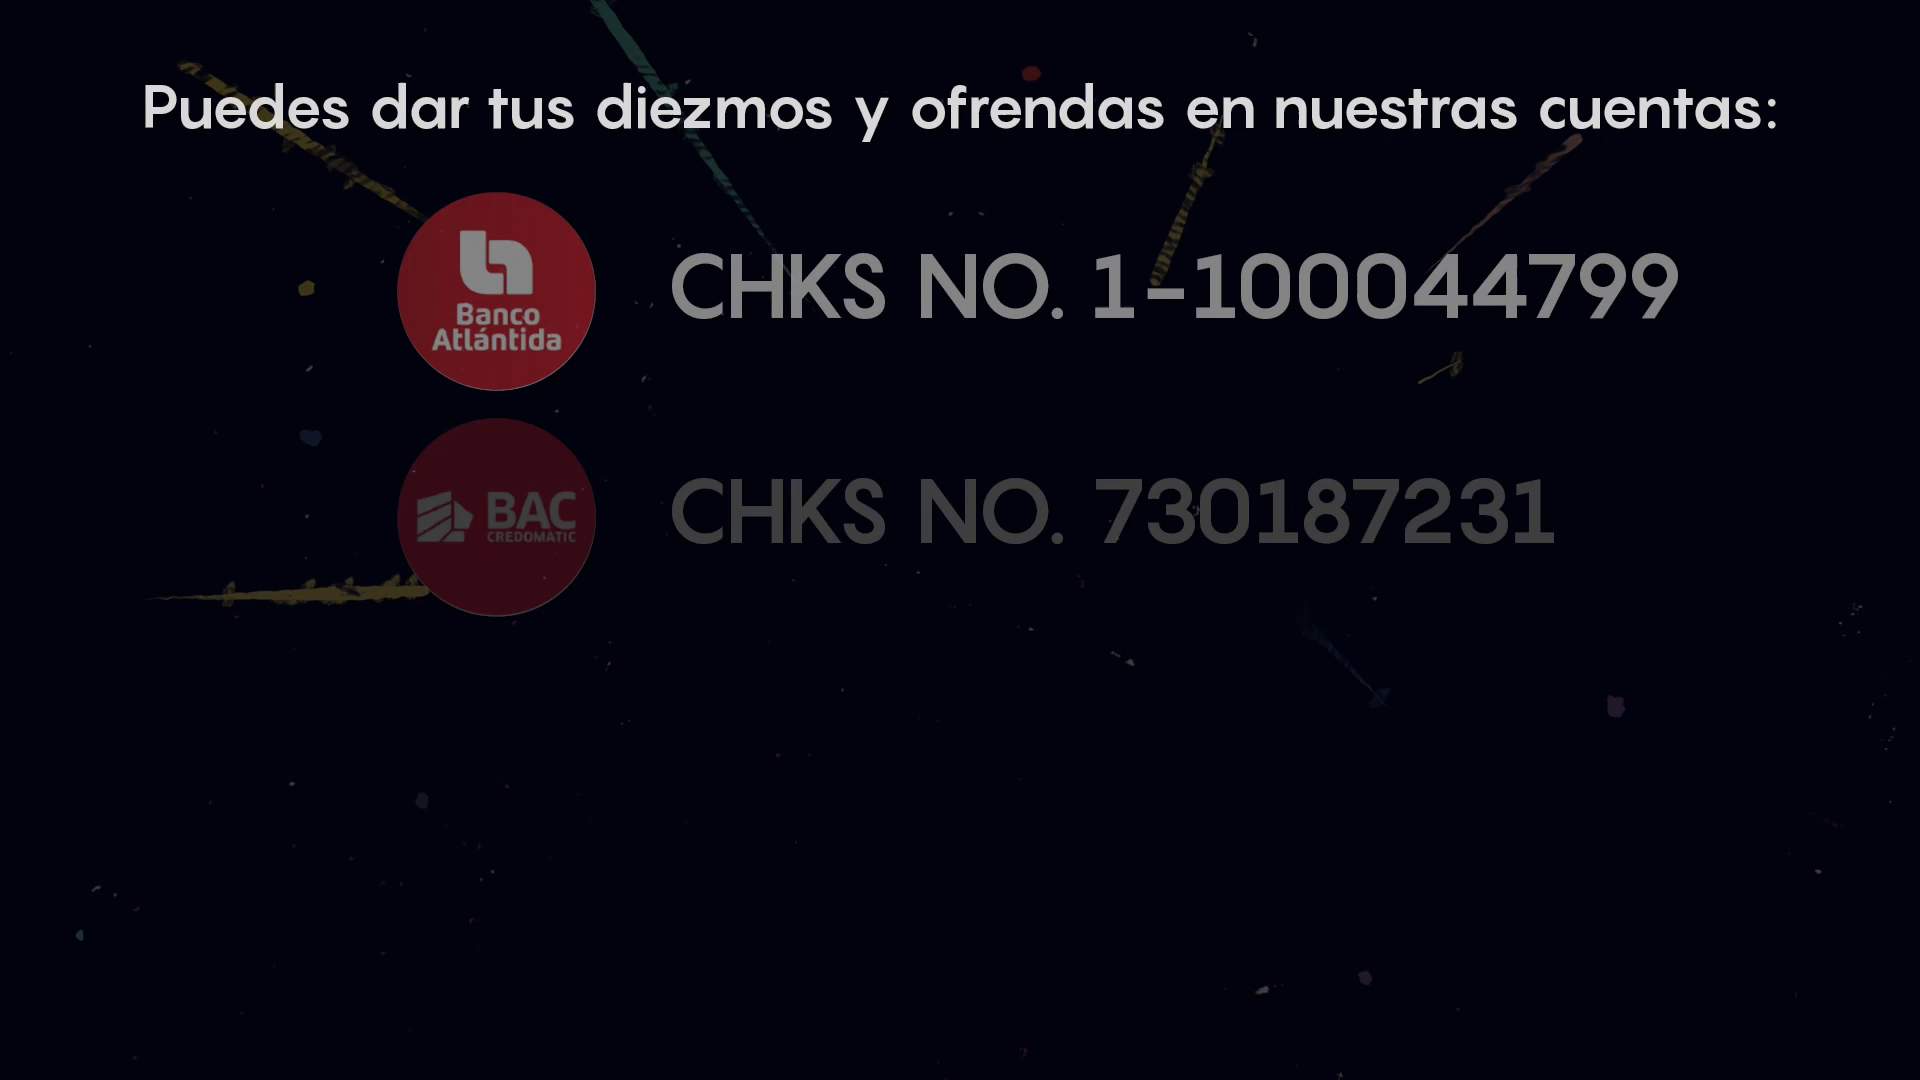 Puedes dar tus diezmos y ofrendas en nuestras cuentas:
Banco
Atlántida
CHKS NO. 1-100044799
BAC
CREDOMATIC
CHKS NO. 730187231